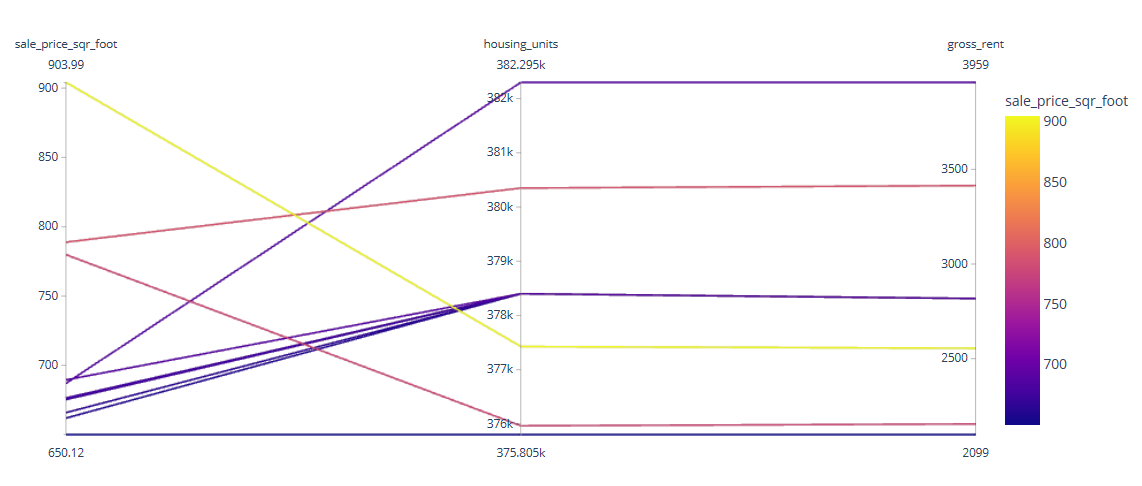 sale_price_sqr_foot
903.99
900
850
800
750
700
650.12
housing_units
382.295k
382k
381k
380k
379k
378k
377k
376k
375.805k
gross_rent
3959
3500
3000
2500
2099
sale_price_sqr_foot
900
850
800
750
700